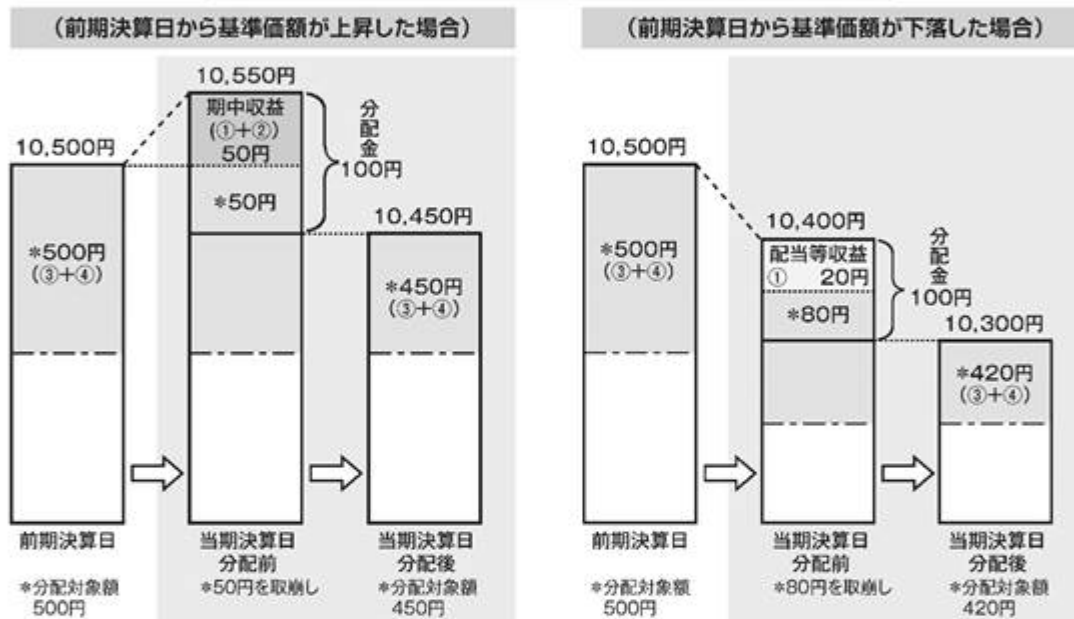 （前期決算日から基準価額が上昇した場合）
10,550円
期中収益
（①＋②）
50円
分配金
100円
10,500円
＊50円
10,450円
＊500円
（③＋④）
＊450円
（③＋④）
前期決算日
当期決算日
分配前
当期決算日
分配後
＊分配対象額
500円
＊50円を取崩し
＊分配対象額
450円
（前期決算日から基準価額が下落した場合）
10,500円
10,400円
配当等収益
① 20円
分配金
100円
＊80円
10,300円
＊500円
（③＋④）
＊420円
（③＋④）
前期決算日
当期決算日
分配前
当期決算日
分配後
＊分配対象額
500円
＊80円を取崩し
＊分配対象額
420円